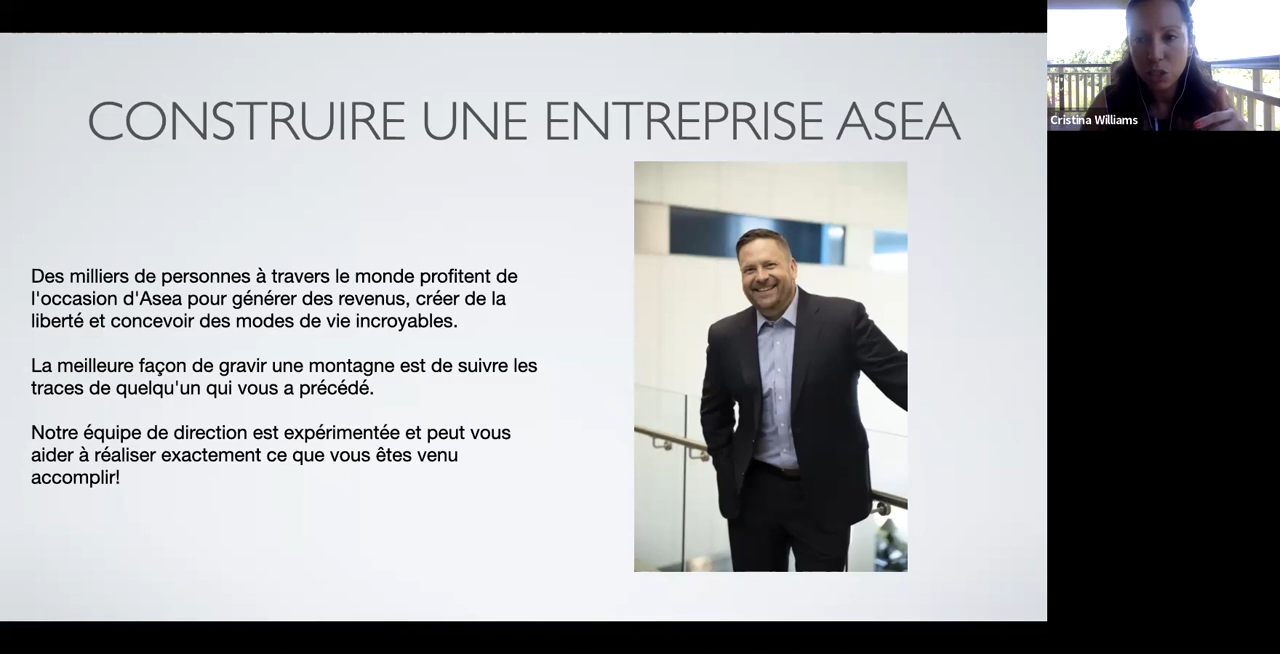 CONSTRUIRE UNE ENTREPRISE ASEA
Cristina Williams
Des milliers de personnes à travers le monde profitent de
l'occasion d'Asea pour générer des revenus, créer de la
liberté et concevoir des modes de vie incroyables.
La meilleure façon de gravir une montagne est de suivre les
traces de quelqu'un qui vous a précédé.
Notre équipe de direction est expérimentée et peut vous
aider à réaliser exactement ce que vous êtes venu
accomplir!